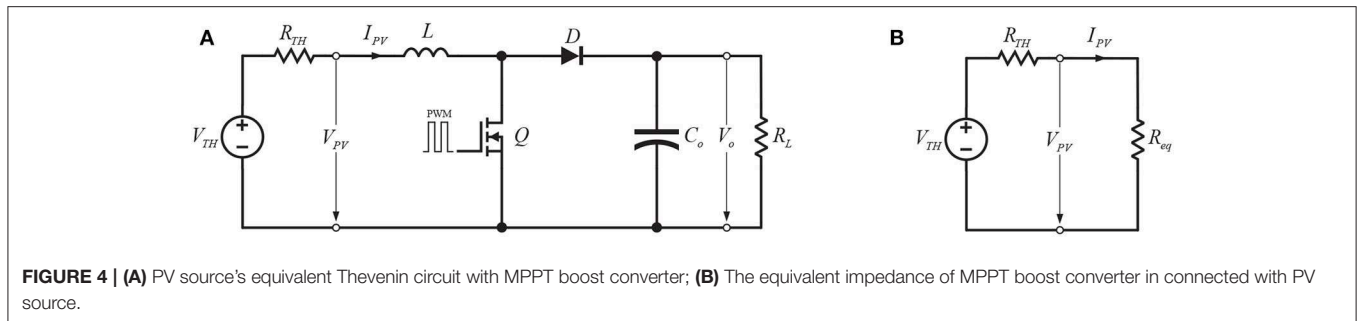 A
R_TH
I_PV
L
D
V_TH
+
−
V_PV
PWM
Q
C_o
V_o
R_L
B
R_TH
I_PV
V_TH
+
−
V_PV
R_eq
FIGURE 4 | (A) PV source's equivalent Thevenin circuit with MPPT boost converter; (B) The equivalent impedance of MPPT boost converter in connected with PV
source.